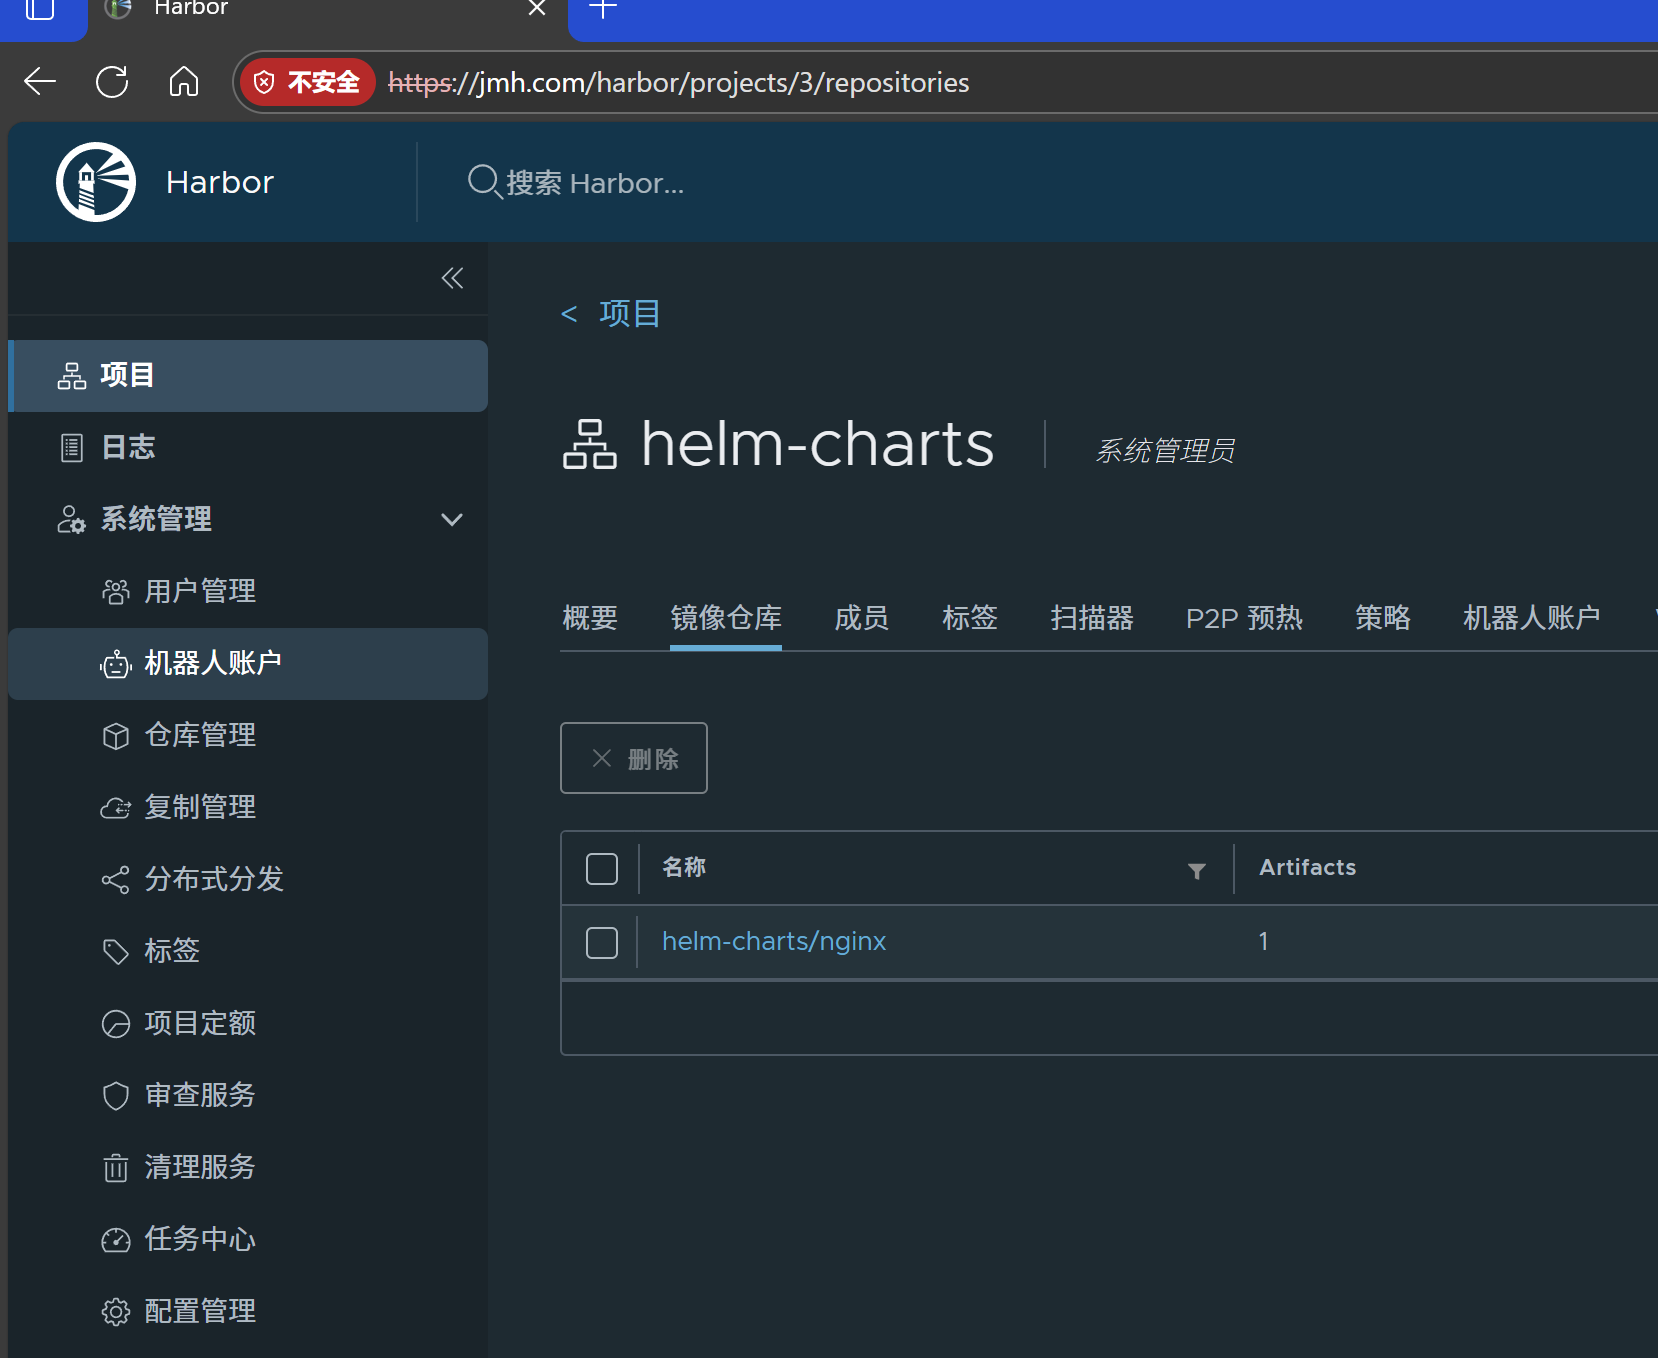 Harbor
不安全 https://jmh.com/harbor/projects/3/repositories
Harbor
搜索 Harbor...
项目
日志
系统管理
用户管理
机器人账户
仓库管理
复制管理
分布式分发
标签
项目定额
审查服务
清理服务
任务中心
配置管理
< 项目
helm-charts 系统管理员
概要 镜像仓库 成员 标签 扫描器 P2P 预热 策略 机器人账户
删除
名称 Artifacts
helm-charts/nginx 1